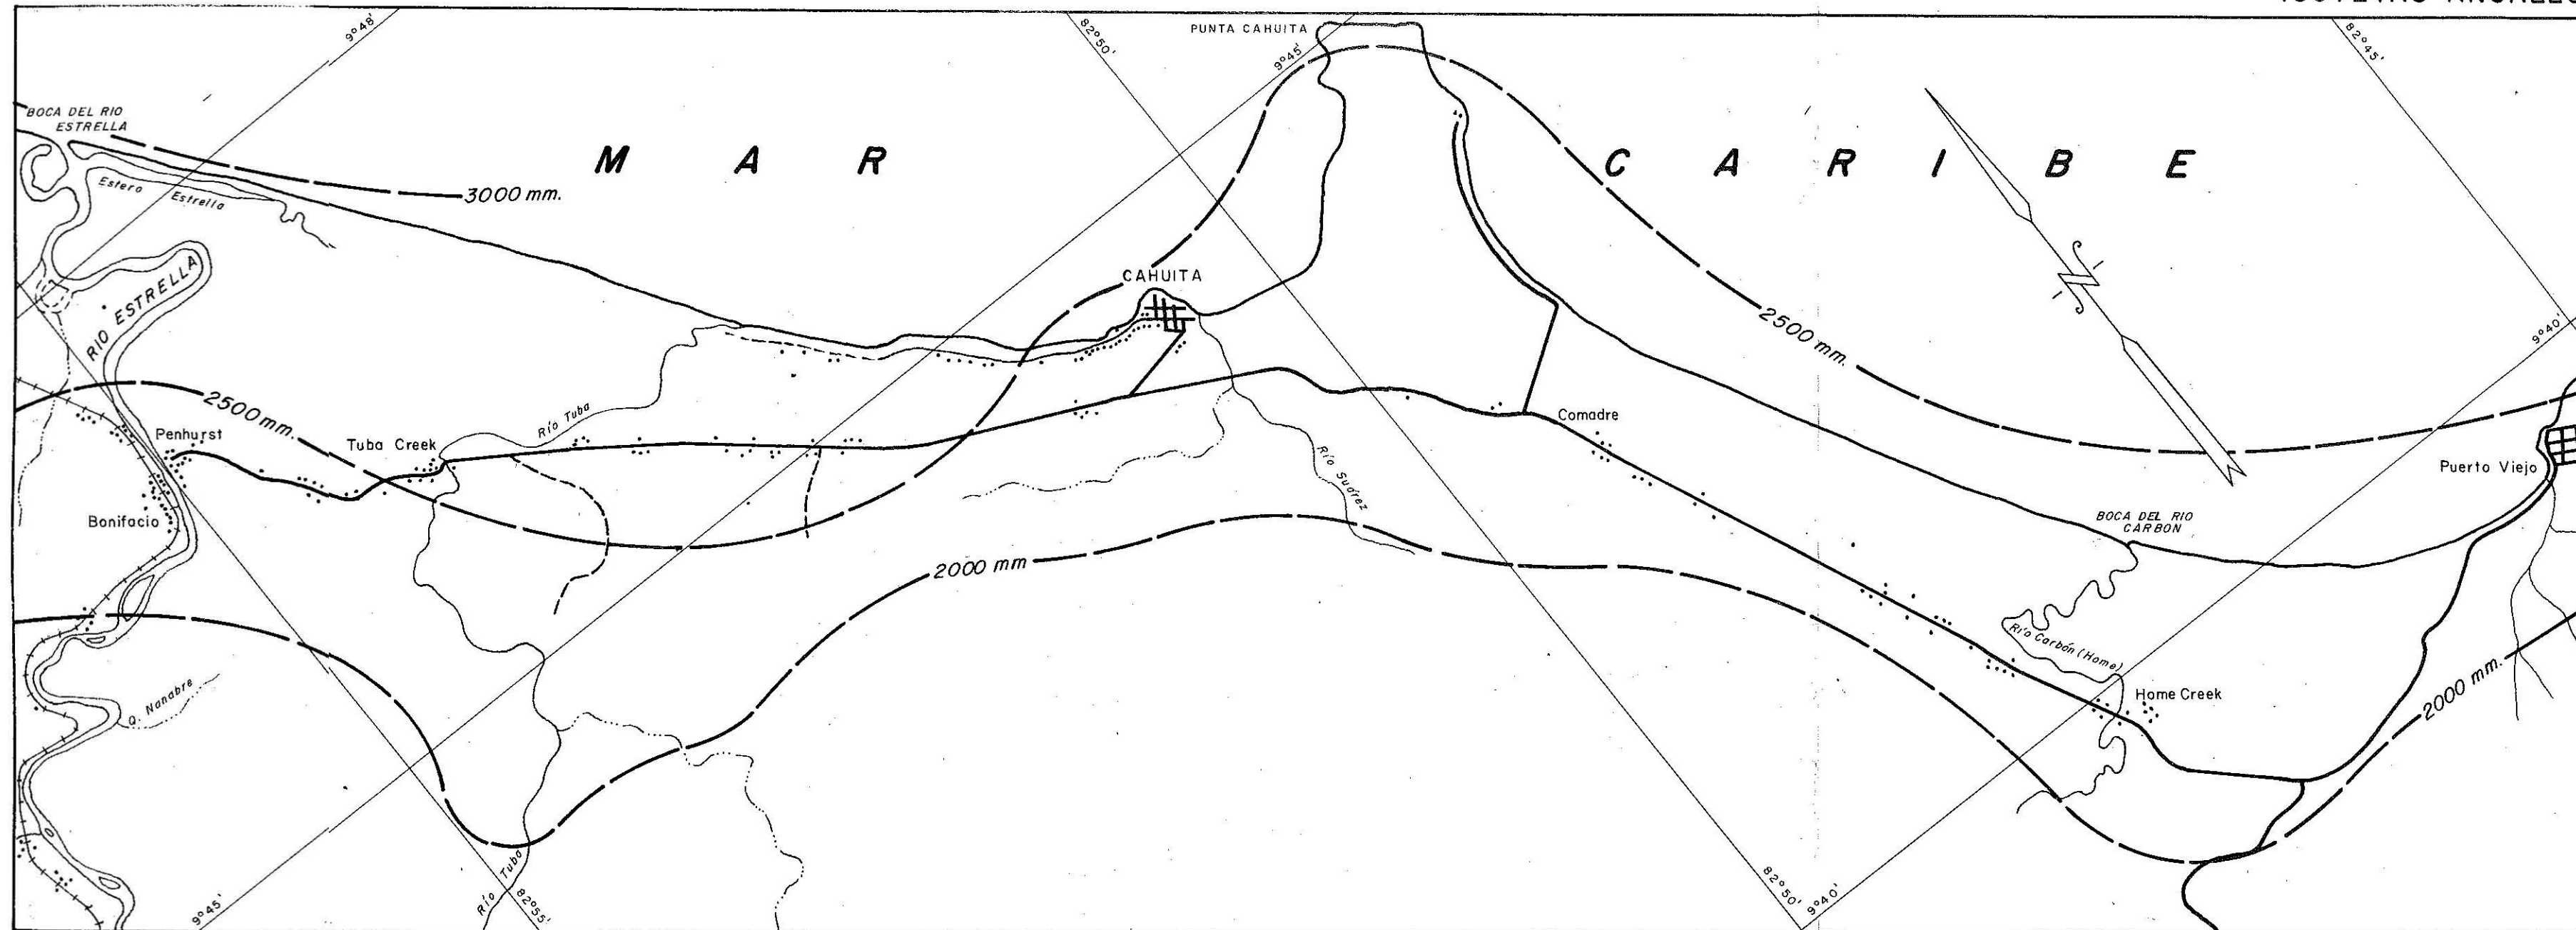 9°48'
82°50'
PUNTA CAHUITA
9°45'
82°45'
BOCA DEL RIO
ESTRELLA
MAR CARIBE
Estero Estrella
3000 mm.
RIO ESTRELLA
CAHUITA
2500 mm.
9°40'
2500 mm.
Penhurst
Tuba Creek
Río Tuba
Comadre
Río Suárez
Puerto Viejo
Bonifacio
BOCA DEL RIO
CARBON
2000 mm
Río Carbón (Home)
Q. Nanabre
Home Creek
2000 mm.
Río Tuba
9°45'
82°55'
82°50'
9°40'